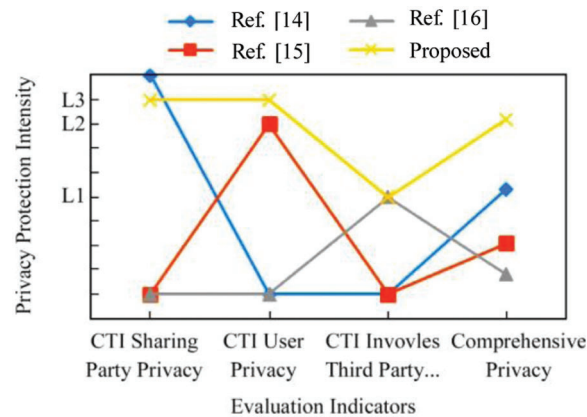 Ref. [14]
Ref. [16]
Ref. [15]
Proposed
Privacy Protection Intensity
L3
L2
L1
CTI Sharing
Party Privacy
CTI User
Privacy
CTI Invovles
Third Party...
Comprehensive
Privacy
Evaluation Indicators